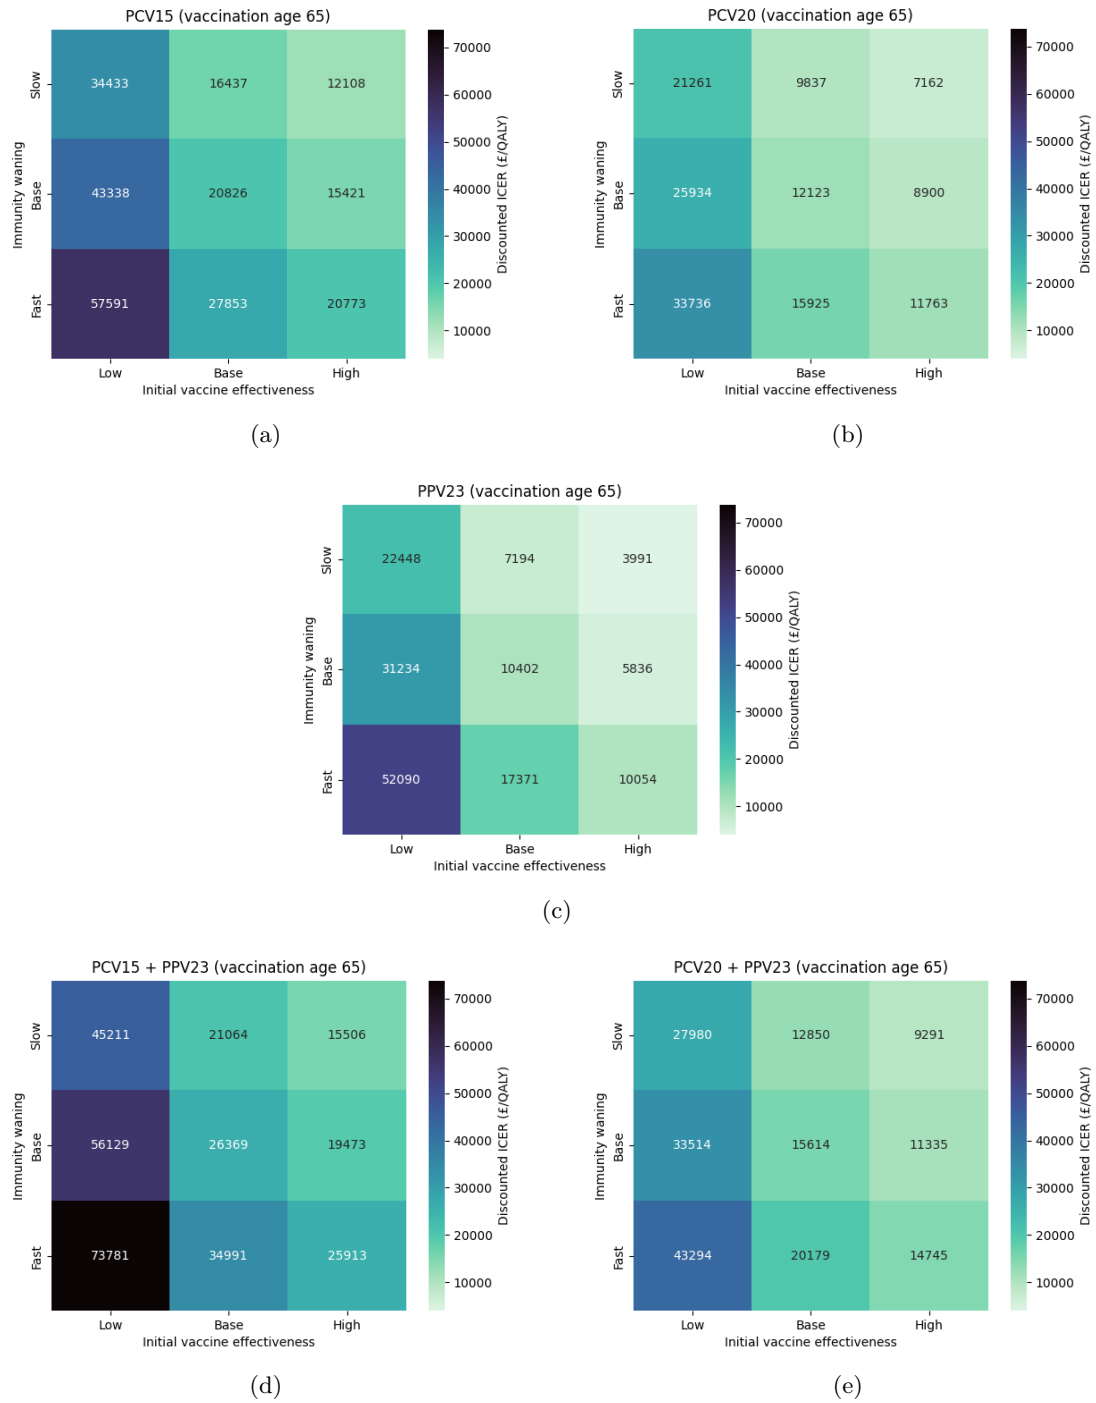 PCV15 (vaccination age 65)
Immunity waning
Slow
Base
Fast
34433 16437 12108
43338 20826 15421
57591 27853 20773
Low Base High
Initial vaccine effectiveness
70000
60000
50000
40000
30000
20000
10000
Discounted ICER (£/QALY)
(a)
PCV20 (vaccination age 65)
Immunity waning
Slow
Base
Fast
21261 9837 7162
25934 12123 8900
33736 15925 11763
Low Base High
Initial vaccine effectiveness
70000
60000
50000
40000
30000
20000
10000
Discounted ICER (£/QALY)
(b)
PPV23 (vaccination age 65)
Immunity waning
Slow
Base
Fast
22448 7194 3991
31234 10402 5836
52090 17371 10054
Low Base High
Initial vaccine effectiveness
70000
60000
50000
40000
30000
20000
10000
Discounted ICER (£/QALY)
(c)
PCV15 + PPV23 (vaccination age 65)
Immunity waning
Slow
Base
Fast
45211 21064 15506
56129 26369 19473
73781 34991 25913
Low Base High
Initial vaccine effectiveness
70000
60000
50000
40000
30000
20000
10000
Discounted ICER (£/QALY)
(d)
PCV20 + PPV23 (vaccination age 65)
Immunity waning
Slow
Base
Fast
27980 12850 9291
33514 15614 11335
43294 20179 14745
Low Base High
Initial vaccine effectiveness
70000
60000
50000
40000
30000
20000
10000
Discounted ICER (£/QALY)
(e)